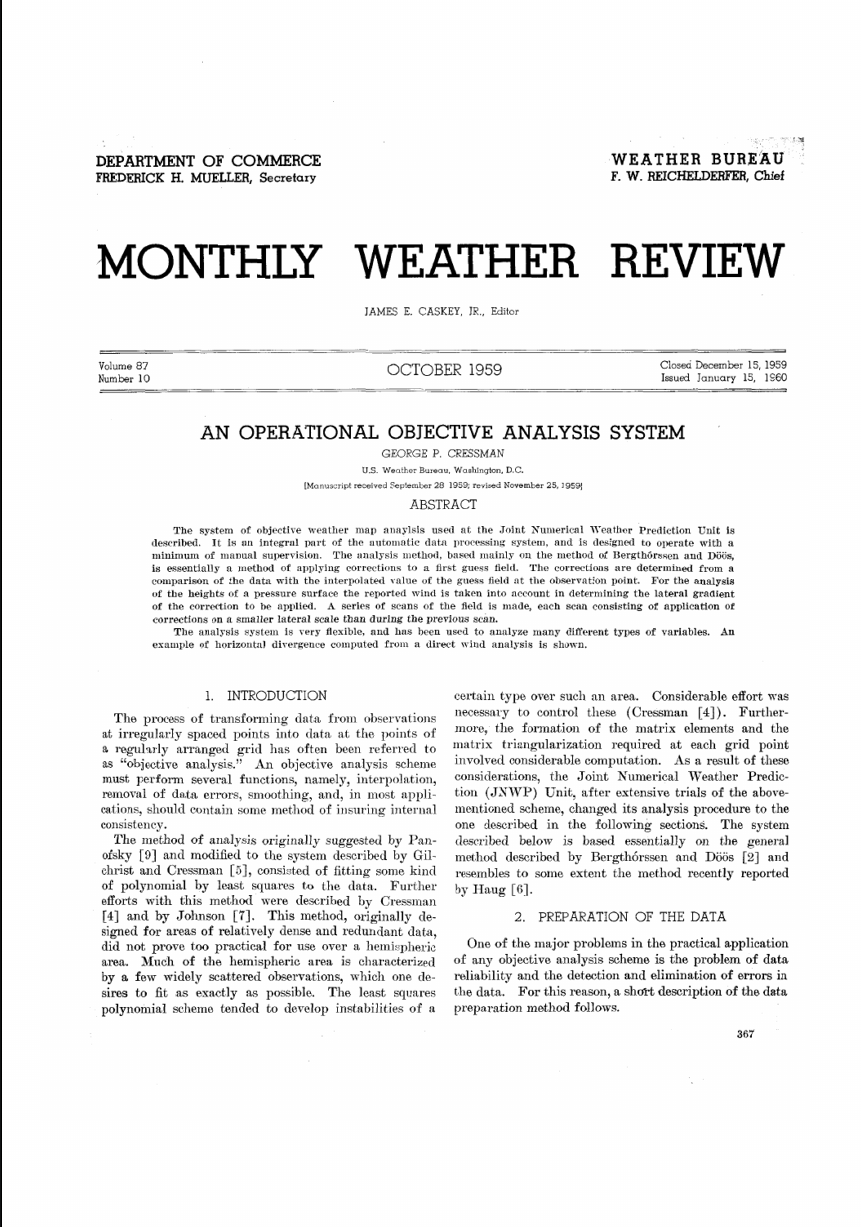 DEPARTMENT OF COMMERCE
FREDERICK H. MUELLER, Secretary
WEATHER BUREAU
F. W. REICHELDERFER, Chief
MONTHLY WEATHER REVIEW
JAMES E. CASKEY, JR., Editor
Volume 87
Number 10
OCTOBER 1959
Closed December 15, 1959
Issued January 15, 1960
AN OPERATIONAL OBJECTIVE ANALYSIS SYSTEM
GEORGE P. CRESSMAN
U.S. Weather Bureau, Washington, D.C.
[Manuscript received September 28 1959; revised November 25, 1959]
ABSTRACT
The system of objective weather map anaylsis used at the Joint Numerical Weather Prediction Unit is
described. It is an integral part of the automatic data processing system, and is designed to operate with a
minimum of manual supervision. The analysis method, based mainly on the method of Bergthórssen and Döös,
is essentially a method of applying corrections to a first guess field. The corrections are determined from a
comparison of the data with the interpolated value of the guess field at the observation point. For the analysis
of the heights of a pressure surface the reported wind is taken into account in determining the lateral gradient
of the correction to be applied. A series of scans of the field is made, each scan consisting of application of
corrections on a smaller lateral scale than during the previous scan.
The analysis system is very flexible, and has been used to analyze many different types of variables. An
example of horizontal divergence computed from a direct wind analysis is shown.
1. INTRODUCTION
The process of transforming data from observations
at irregularly spaced points into data at the points of
a regularly arranged grid has often been referred to
as "objective analysis." An objective analysis scheme
must perform several functions, namely, interpolation,
removal of data errors, smoothing, and, in most appli-
cations, should contain some method of insuring internal
consistency.
The method of analysis originally suggested by Pan-
ofsky [9] and modified to the system described by Gil-
christ and Cressman [5], consisted of fitting some kind
of polynomial by least squares to the data. Further
efforts with this method were described by Cressman
[4] and by Johnson [7]. This method, originally de-
signed for areas of relatively dense and redundant data,
did not prove too practical for use over a hemispheric
area. Much of the hemispheric area is characterized
by a few widely scattered observations, which one de-
sires to fit as exactly as possible. The least squares
polynomial scheme tended to develop instabilities of a
certain type over such an area. Considerable effort was
necessary to control these (Cressman [4]). Further-
more, the formation of the matrix elements and the
matrix triangularization required at each grid point
involved considerable computation. As a result of these
considerations, the Joint Numerical Weather Predic-
tion (JNWP) Unit, after extensive trials of the above-
mentioned scheme, changed its analysis procedure to the
one described in the following sections. The system
described below is based essentially on the general
method described by Bergthórssen and Döös [2] and
resembles to some extent the method recently reported
by Haug [6].
2. PREPARATION OF THE DATA
One of the major problems in the practical application
of any objective analysis scheme is the problem of data
reliability and the detection and elimination of errors in
the data. For this reason, a short description of the data
preparation method follows.
367